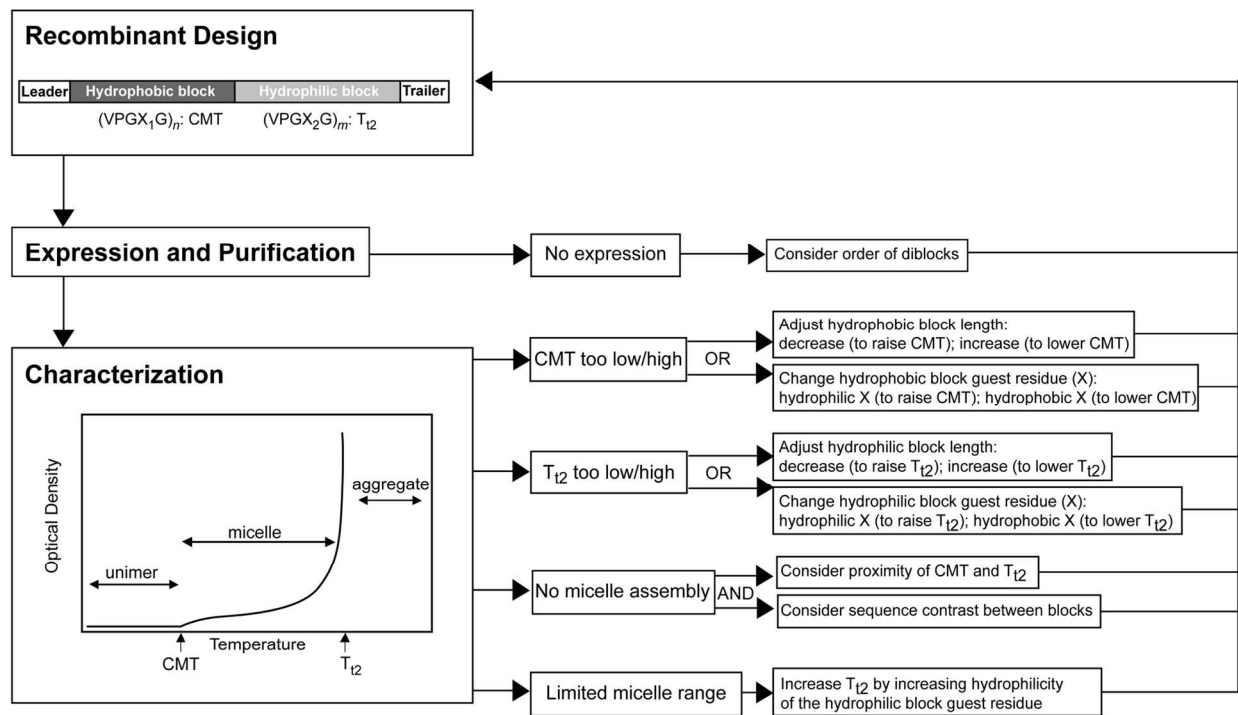 Recombinant Design
Leader Hydrophobic block Hydrophilic block Trailer
(VPGX₁G)ₙ: CMT (VPGX₂G)ₘ: Tₜ₂
Expression and Purification
No expression
Consider order of diblocks
Characterization
Optical Density
unimer
micelle
aggregate
Temperature
CMT
Tₜ₂
CMT too low/high
OR
Adjust hydrophobic block length:
decrease (to raise CMT); increase (to lower CMT)
Change hydrophobic block guest residue (X):
hydrophilic X (to raise CMT); hydrophobic X (to lower CMT)
Tₜ₂ too low/high
OR
Adjust hydrophilic block length:
decrease (to raise Tₜ₂); increase (to lower Tₜ₂)
Change hydrophilic block guest residue (X):
hydrophilic X (to raise Tₜ₂); hydrophobic X (to lower Tₜ₂)
No micelle assembly
AND
Consider proximity of CMT and Tₜ₂
Consider sequence contrast between blocks
Limited micelle range
Increase Tₜ₂ by increasing hydrophilicity
of the hydrophilic block guest residue